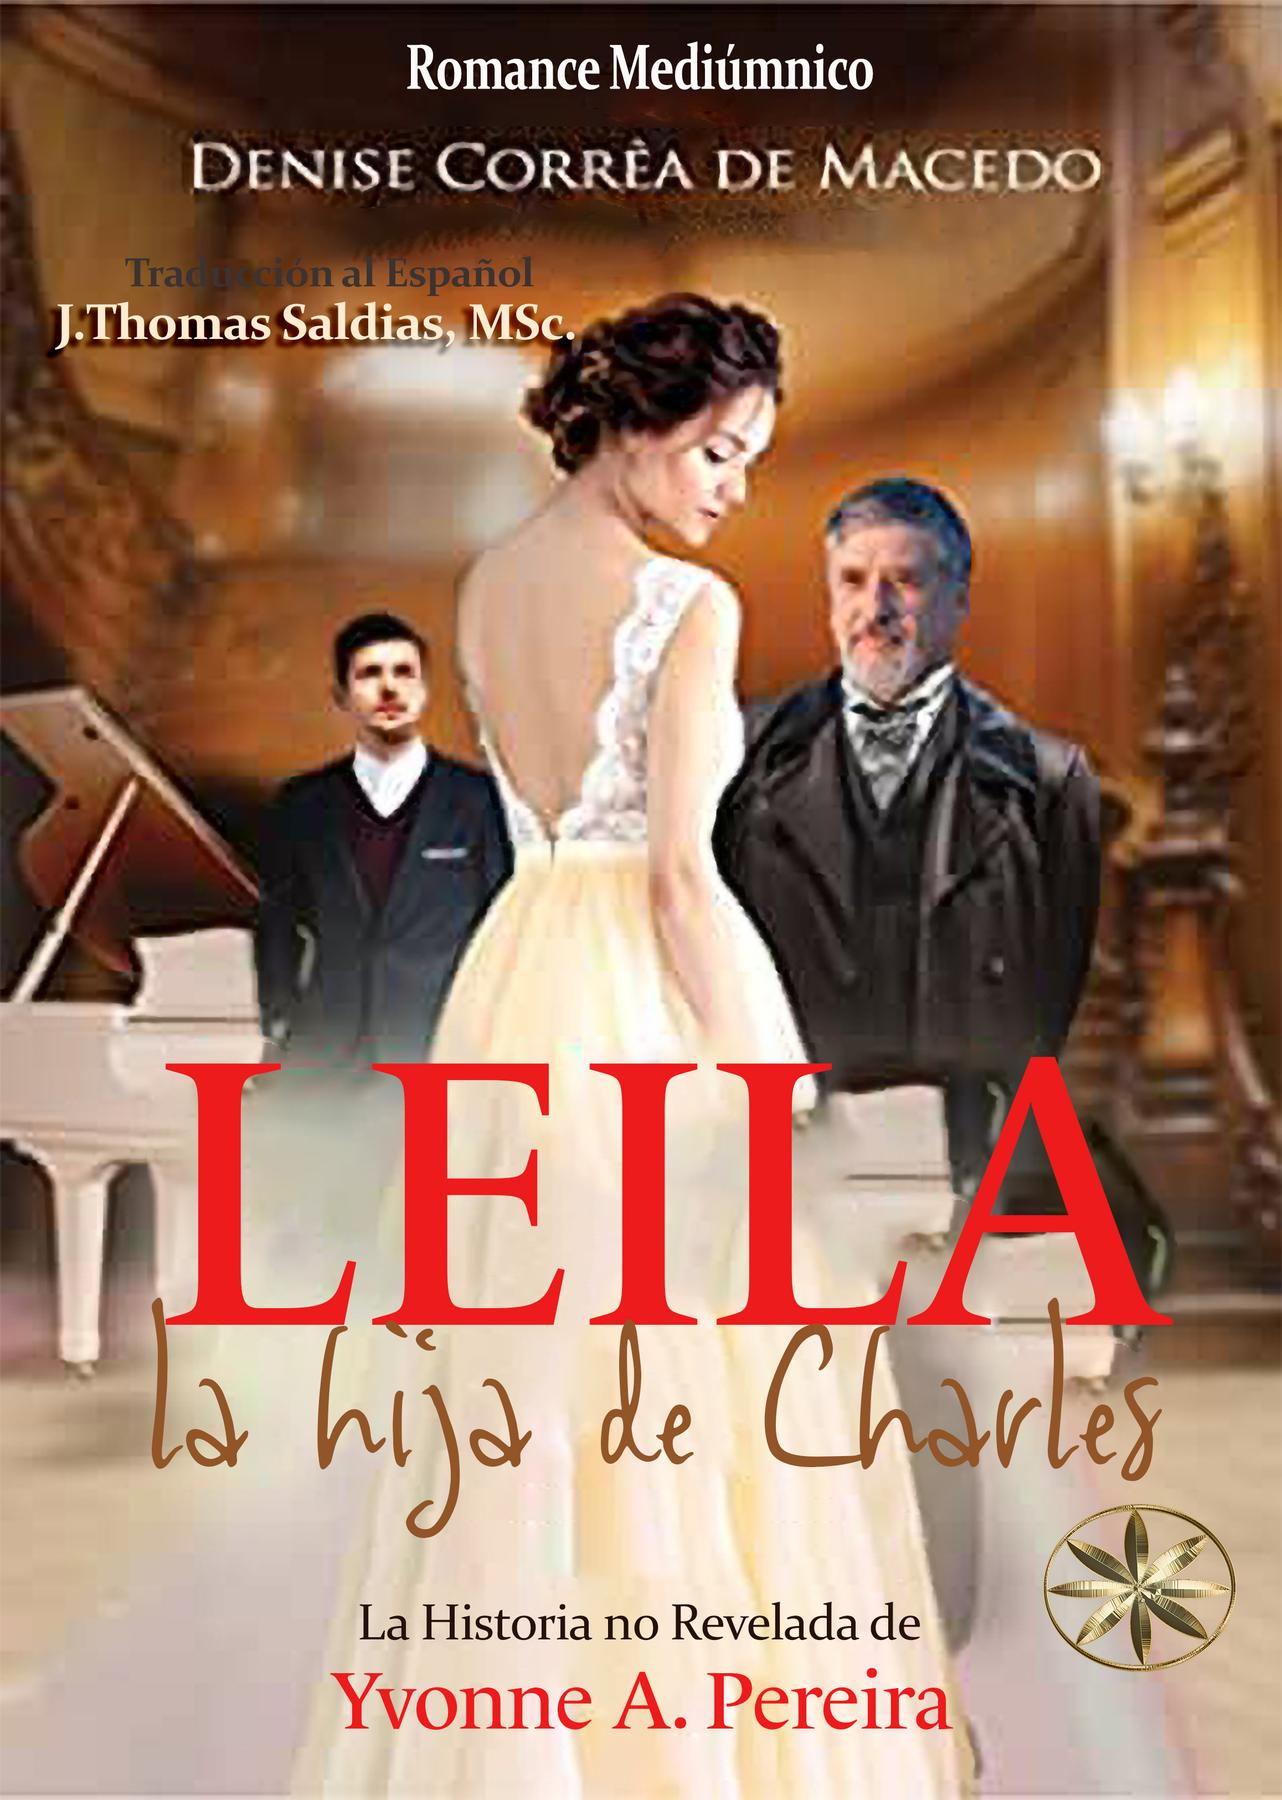 Romance Mediúmnico
DENISE CORRÊA DE MACEDO
Traducción al Español
J.Thomas Saldias, MSc.
LEILA
la hija de Charles
La Historia no Revelada de
Yvonne A. Pereira